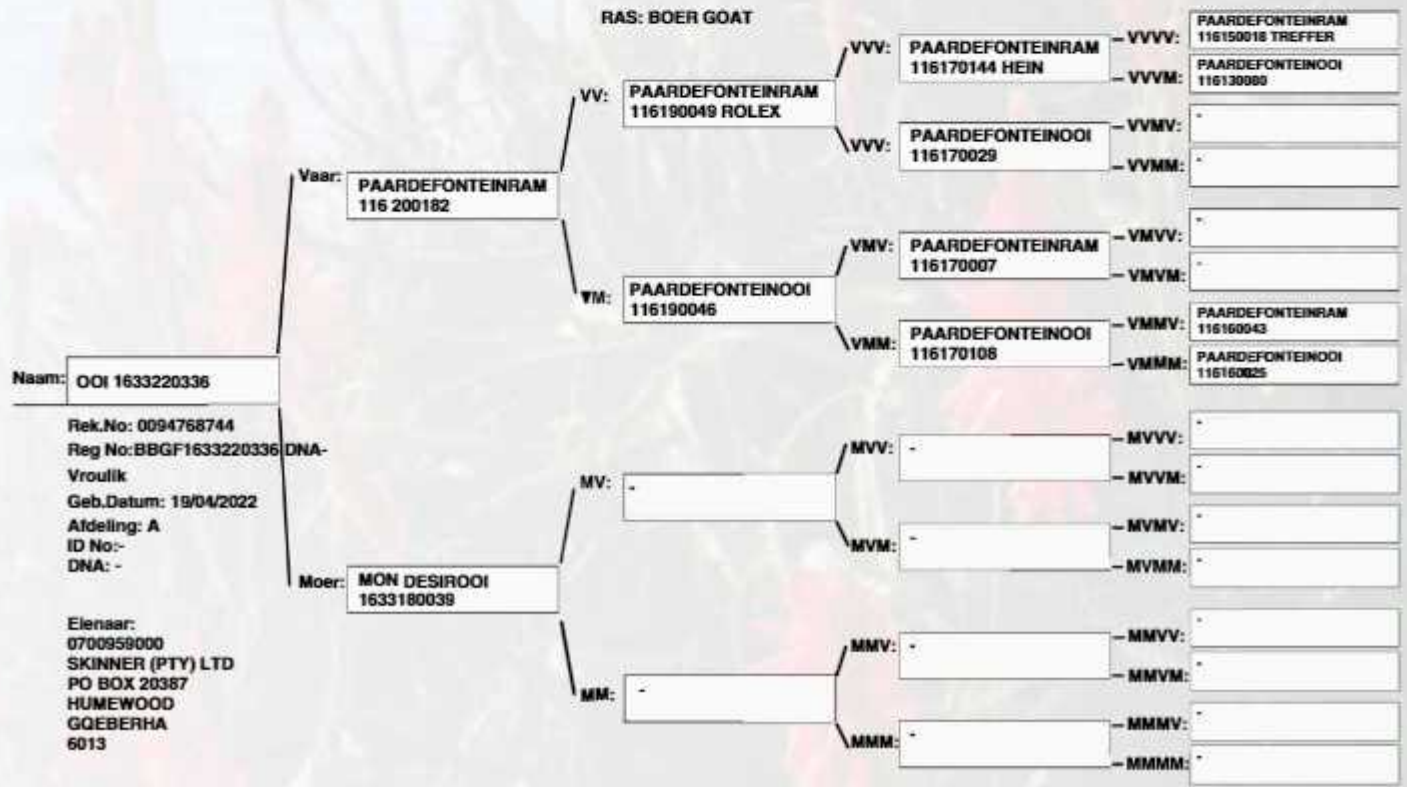 RAS: BOER GOAT
Naam: OOI 1633220336
Rek.No: 0094768744
Reg No:BBGF1633220336 DNA-
Vroulik
Geb.Datum: 19/04/2022
Afdeling: A
ID No:-
DNA: -
Eienaar:
0700959000
SKINNER (PTY) LTD
PO BOX 20387
HUMEWOOD
GQEBERHA
6013
Vaar: PAARDEFONTEINRAM
116 200182
Moer: MON DESIROOI
1633180039
VV: PAARDEFONTEINRAM
116190049 ROLEX
VM: PAARDEFONTEINOOI
116190046
MV: -
MM: -
VVV: PAARDEFONTEINRAM
116170144 HEIN
VVV: PAARDEFONTEINOOI
116170029
VMV: PAARDEFONTEINRAM
116170007
VMM: PAARDEFONTEINOOI
116170108
MVV: -
MVM: -
MMV: -
MMM: -
VVVV: PAARDEFONTEINRAM
116150018 TREFFER
VVVM: PAARDEFONTEINOOI
116130080
VVMV: -
VVMM: -
VMVV: -
VMVM: -
VMMV: PAARDEFONTEINRAM
116160043
VMMM: PAARDEFONTEINOOI
116160025
MVVV: -
MVVM: -
MVMV: -
MVMM: -
MMVV: -
MMVM: -
MMMV: -
MMMM: -